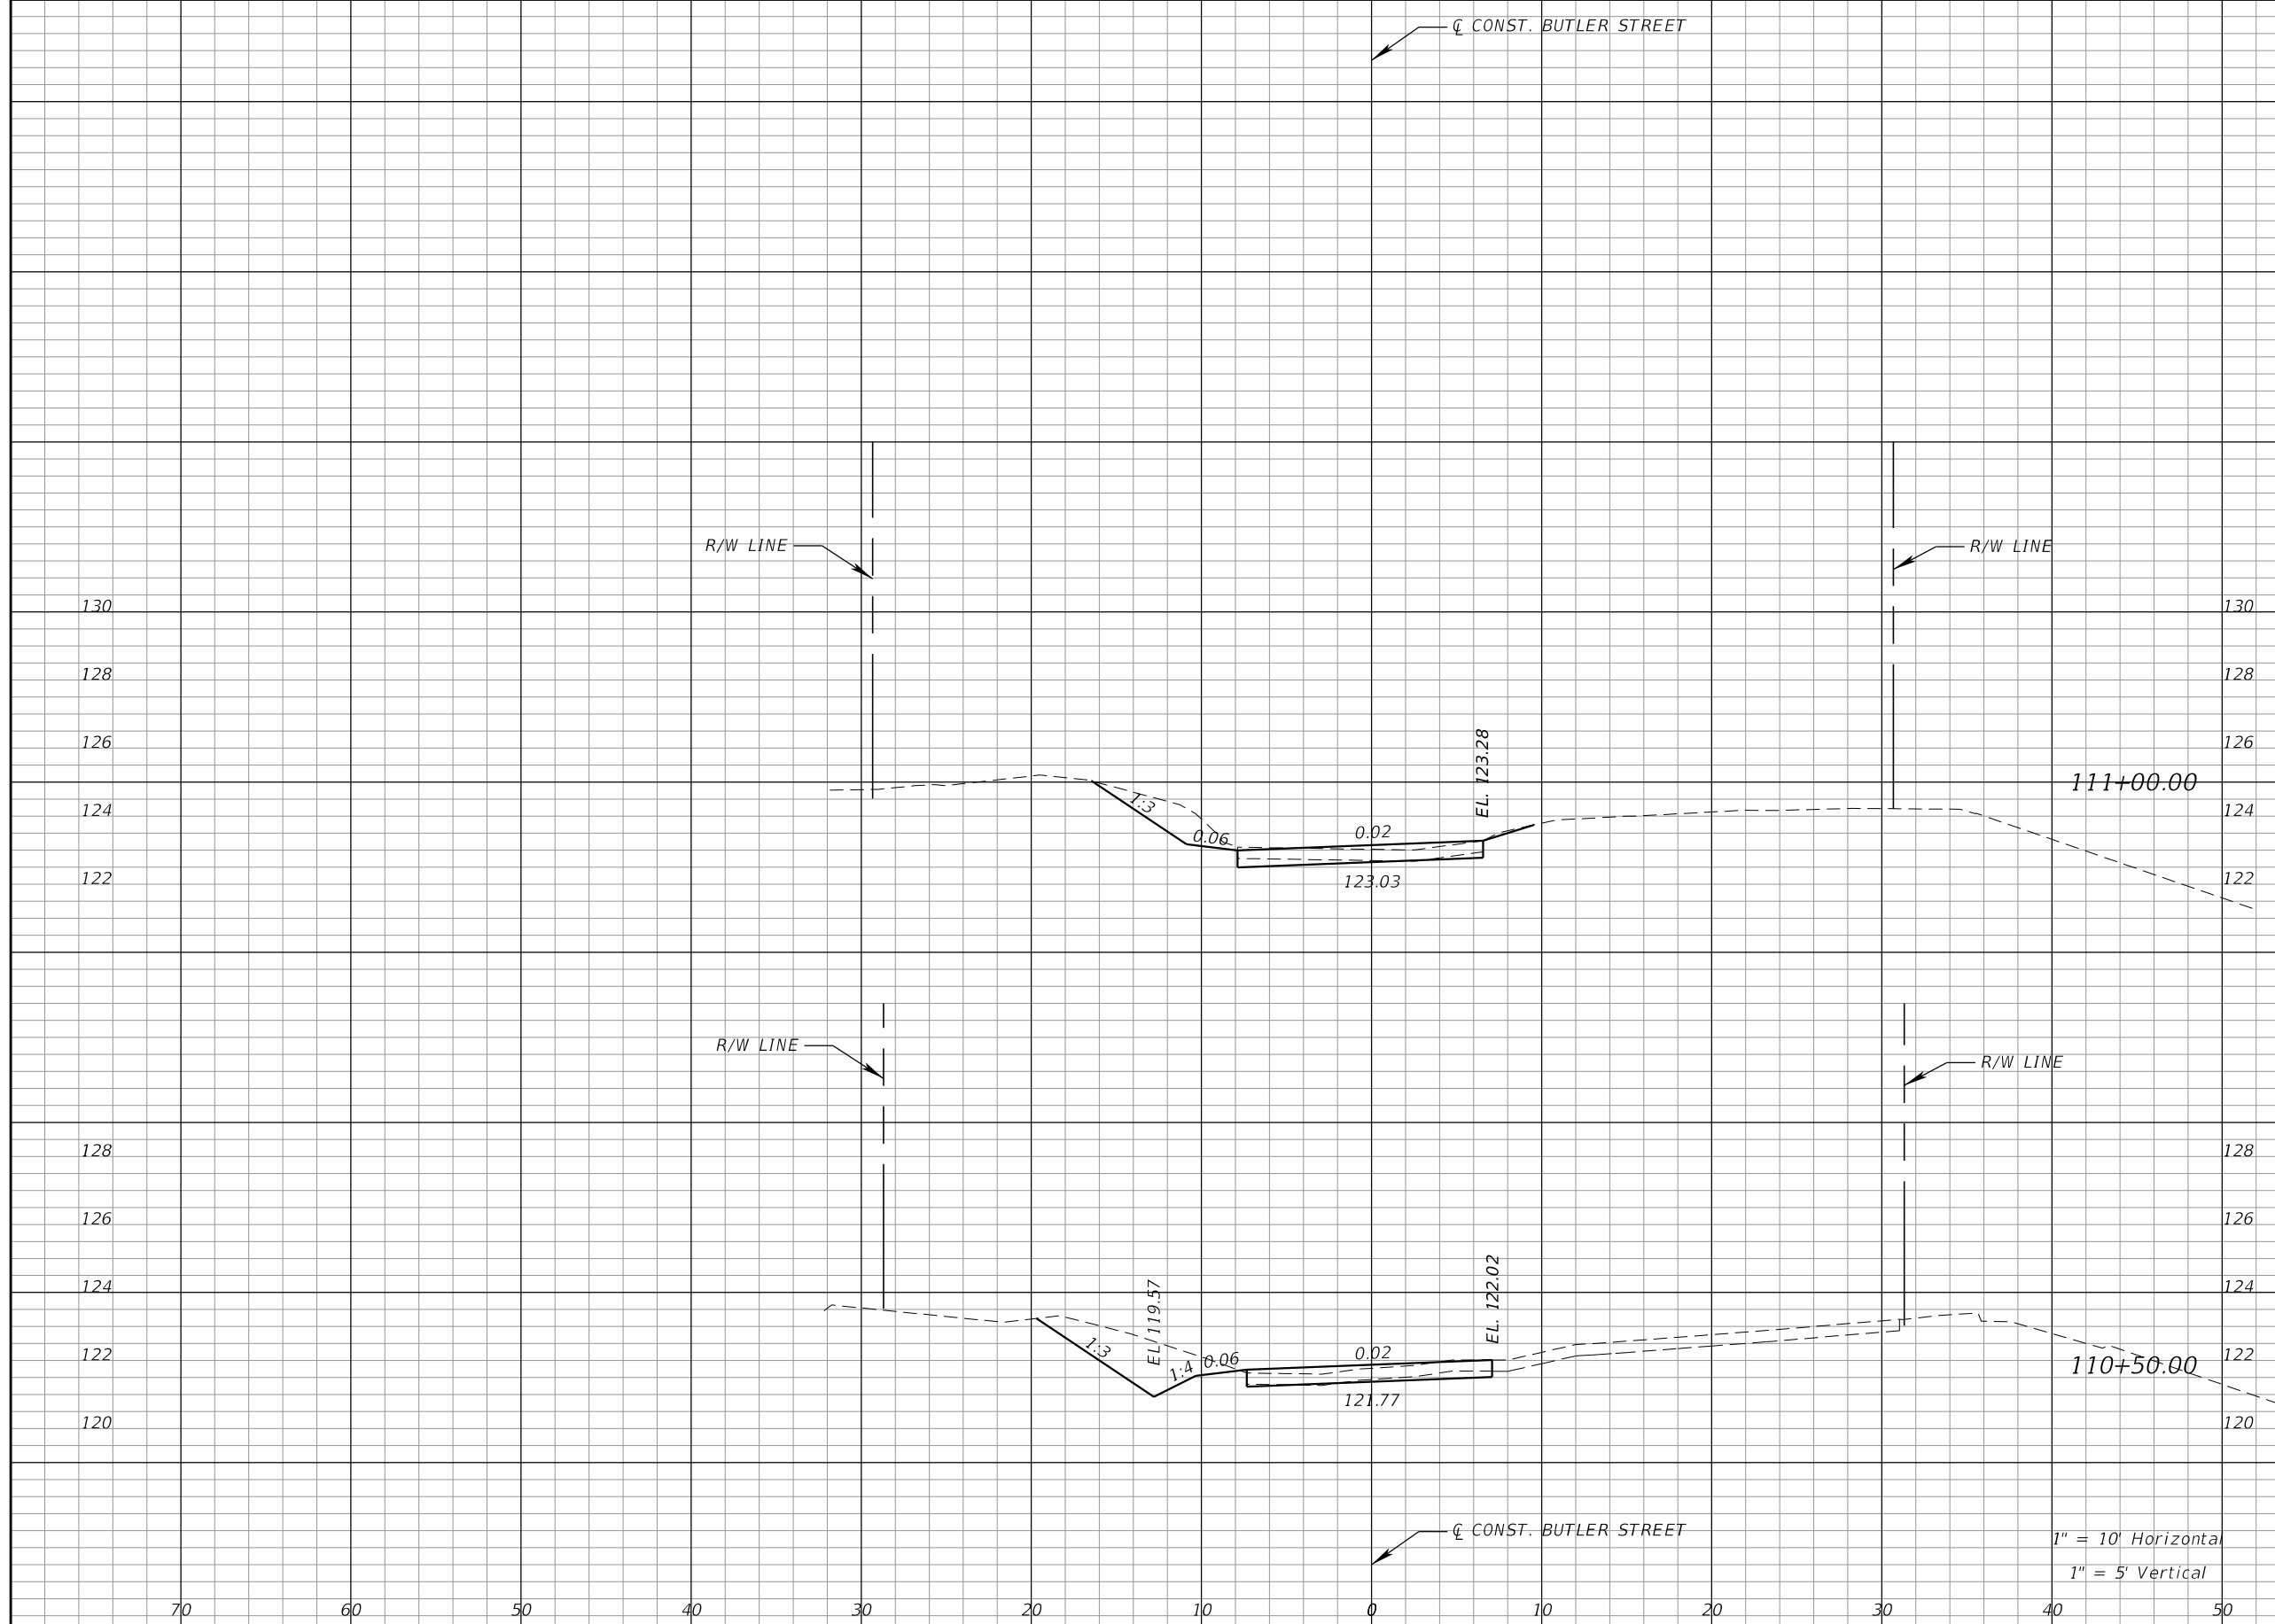 ℄ CONST. BUTLER STREET
R/W LINE
R/W LINE
130
130
128
128
EL. 123.28
126
126
111+00.00
1:3
124
124
0.06
0.02
122
123.03
122
R/W LINE
R/W LINE
128
128
126
126
EL. 119.57
EL. 122.02
124
124
1:3
1:4
0.06
0.02
122
122
110+50.00
121.77
120
120
℄ CONST. BUTLER STREET
1" = 10' Horizontal
1" = 5' Vertical
70 60 50 40 30 20 10 0 10 20 30 40 50